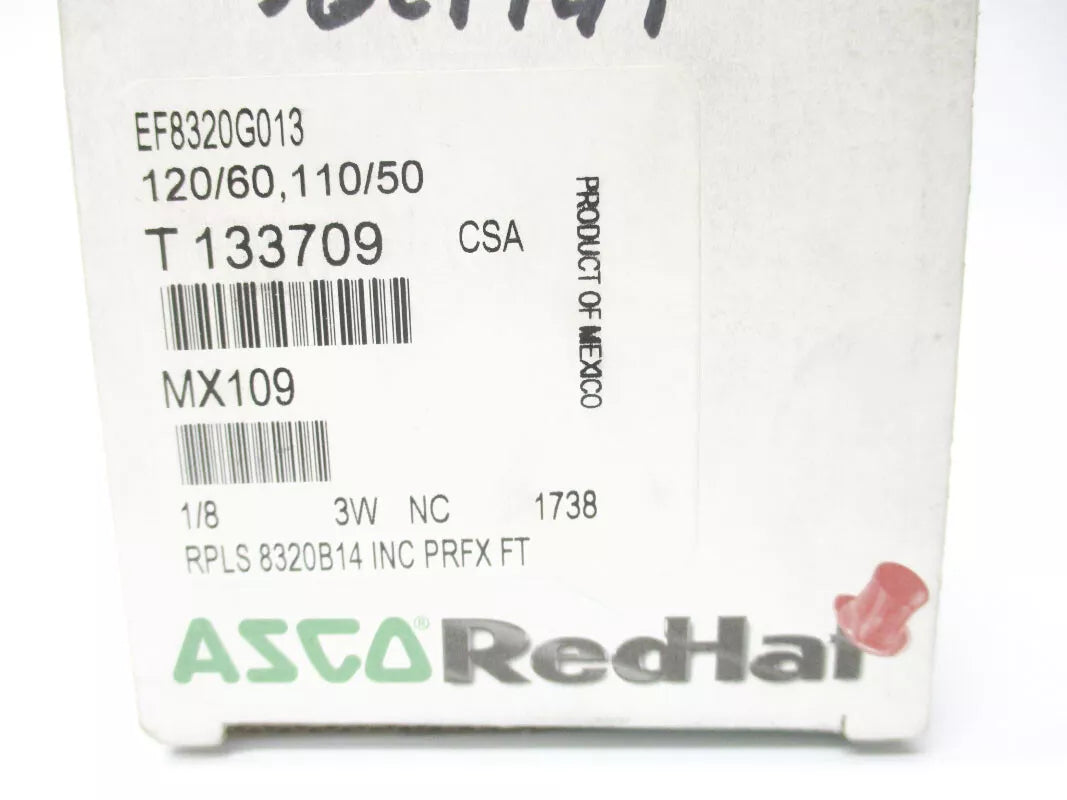 EF8320G013
120/60,110/50
T 133709 CSA
PRODUCT OF MEXICO
MX109
1/8 3W NC 1738
RPLS 8320B14 INC PRFX FT
ASCO® RedHat